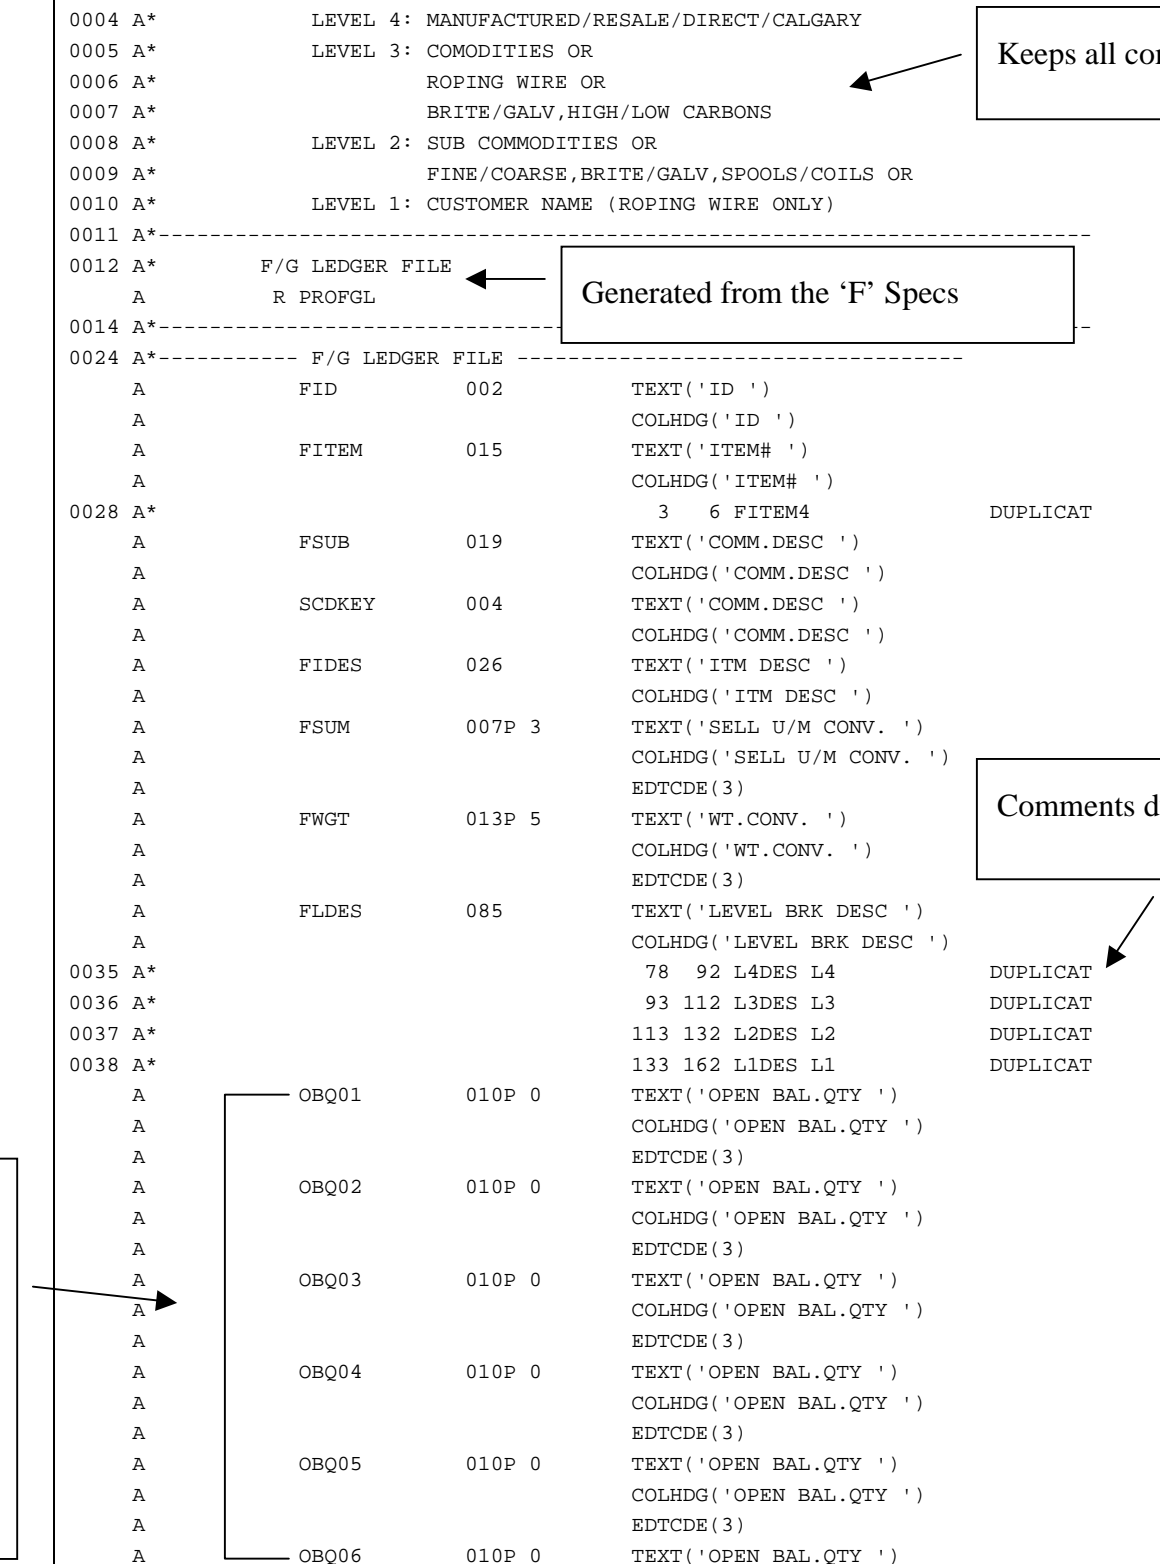 0004 A*            LEVEL 4: MANUFACTURED/RESALE/DIRECT/CALGARY
0005 A*            LEVEL 3: COMODITIES OR
0006 A*                     ROPING WIRE OR
0007 A*                     BRITE/GALV,HIGH/LOW CARBONS
0008 A*            LEVEL 2: SUB COMMODITIES OR
0009 A*                     FINE/COARSE,BRITE/GALV,SPOOLS/COILS OR
0010 A*            LEVEL 1: CUSTOMER NAME (ROPING WIRE ONLY)
Keeps all
0011 A*-------------------------------------------------------------------------
0012 A*        F/G LEDGER FILE
     A          R PROFGL
Generated from the ‘F’ Specs
0014 A*-------------------------------------------------------------------------
0024 A*----------- F/G LEDGER FILE -----------------------------------
     A            FID          002          TEXT('ID ')
     A                                      COLHDG('ID ')
     A            FITEM        015          TEXT('ITEM# ')
     A                                      COLHDG('ITEM# ')
0028 A*                                       3   6 FITEM4              DUPLICAT
     A            FSUB         019          TEXT('COMM.DESC ')
     A                                      COLHDG('COMM.DESC ')
     A            SCDKEY       004          TEXT('COMM.DESC ')
     A                                      COLHDG('COMM.DESC ')
     A            FIDES        026          TEXT('ITM DESC ')
     A                                      COLHDG('ITM DESC ')
     A            FSUM         007P 3       TEXT('SELL U/M CONV. ')
     A                                      COLHDG('SELL U/M CONV. ')
     A                                      EDTCDE(3)
     A            FWGT         013P 5       TEXT('WT.CONV. ')
     A                                      COLHDG('WT.CONV. ')
     A                                      EDTCDE(3)
Comments
     A            FLDES        085          TEXT('LEVEL BRK DESC ')
     A                                      COLHDG('LEVEL BRK DESC ')
0035 A*                                      78  92 L4DES L4            DUPLICAT
0036 A*                                      93 112 L3DES L3            DUPLICAT
0037 A*                                     113 132 L2DES L2            DUPLICAT
0038 A*                                     133 162 L1DES L1            DUPLICAT
     A            OBQ01        010P 0       TEXT('OPEN BAL.QTY ')
     A                                      COLHDG('OPEN BAL.QTY ')
     A                                      EDTCDE(3)
     A            OBQ02        010P 0       TEXT('OPEN BAL.QTY ')
     A                                      COLHDG('OPEN BAL.QTY ')
     A                                      EDTCDE(3)
     A            OBQ03        010P 0       TEXT('OPEN BAL.QTY ')
     A                                      COLHDG('OPEN BAL.QTY ')
     A                                      EDTCDE(3)
     A            OBQ04        010P 0       TEXT('OPEN BAL.QTY ')
     A                                      COLHDG('OPEN BAL.QTY ')
     A                                      EDTCDE(3)
     A            OBQ05        010P 0       TEXT('OPEN BAL.QTY ')
     A                                      COLHDG('OPEN BAL.QTY ')
     A                                      EDTCDE(3)
     A            OBQ06        010P 0       TEXT('OPEN BAL.QTY ')